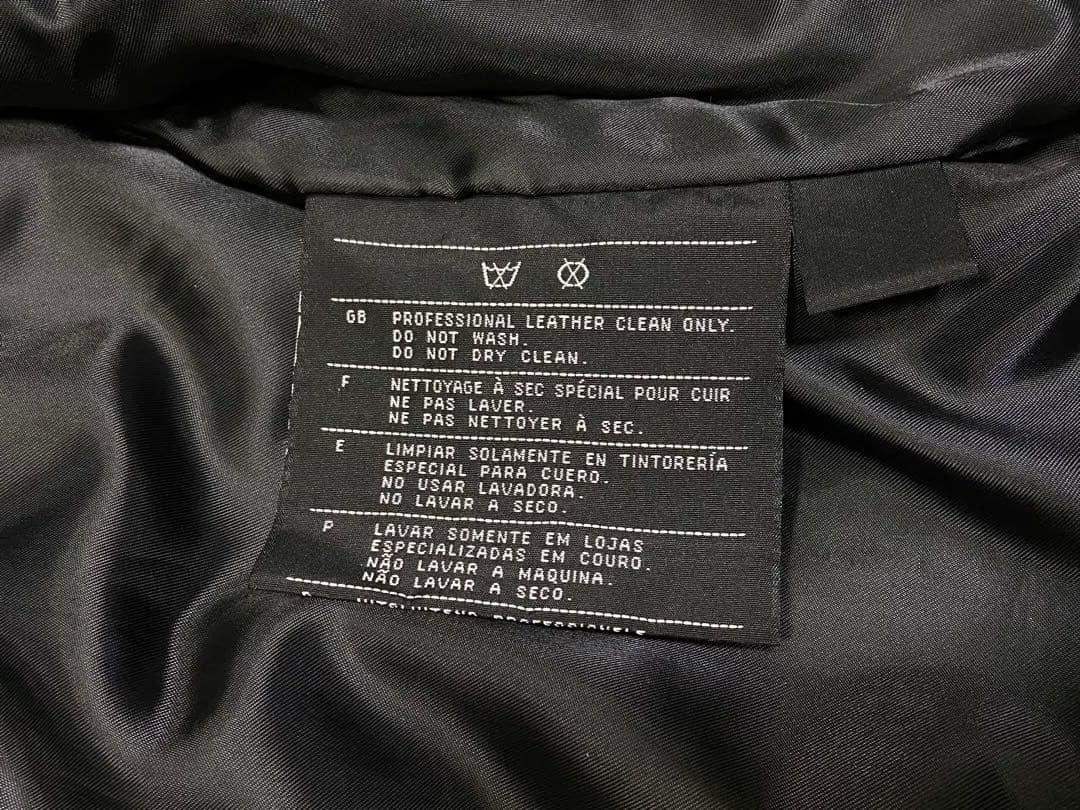 GB PROFESSIONAL LEATHER CLEAN ONLY.
DO NOT WASH.
DO NOT DRY CLEAN.
F NETTOYAGE À SEC SPÉCIAL POUR CUIR
NE PAS LAVER.
NE PAS NETTOYER À SEC.
E LIMPIAR SOLAMENTE EN TINTORERÍA
ESPECIAL PARA CUERO.
NO USAR LAVADORA.
NO LAVAR A SECO.
P LAVAR SOMENTE EM LOJAS
ESPECIALIZADAS EM COURO.
NÃO LAVAR A MAQUINA.
NÃO LAVAR A SECO.